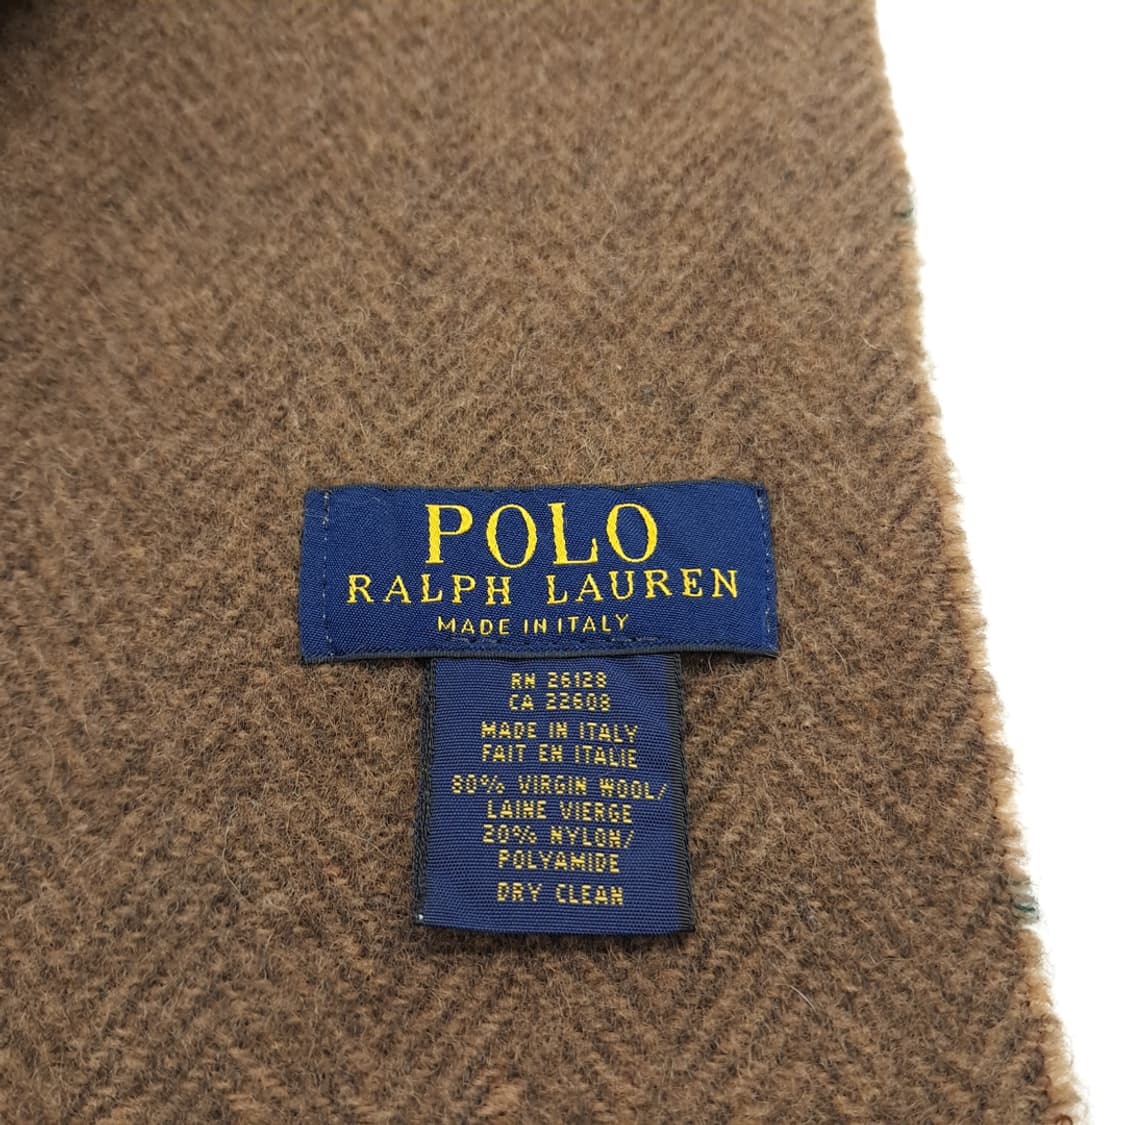 POLO
RALPH LAUREN
MADE IN ITALY
RN 26128
CA 22608
MADE IN ITALY
FAIT EN ITALIE
80% VIRGIN WOOL/
LAINE VIERGE
20% NYLON/
POLYAMIDE
DRY CLEAN